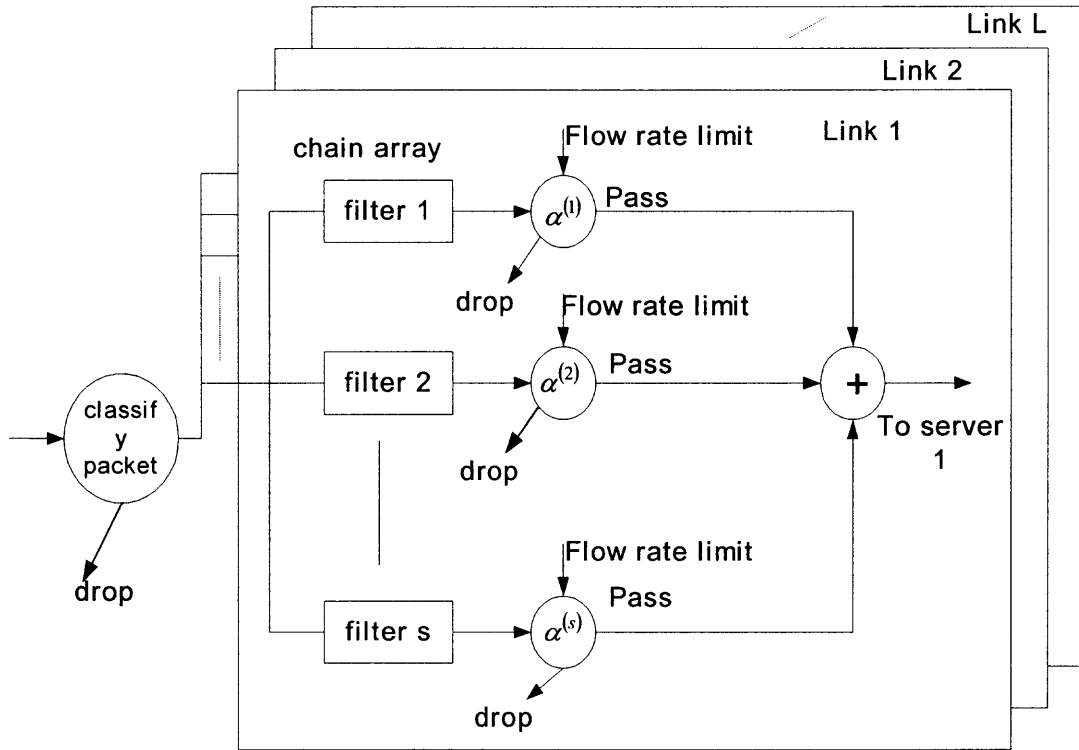 Link L
Link 2
Link 1
Flow rate limit
chain array
filter 1
α^(1)
Pass
drop
Flow rate limit
filter 2
α^(2)
Pass
drop
classif
y
packet
drop
+
To server
1
Flow rate limit
filter s
α^(s)
Pass
drop